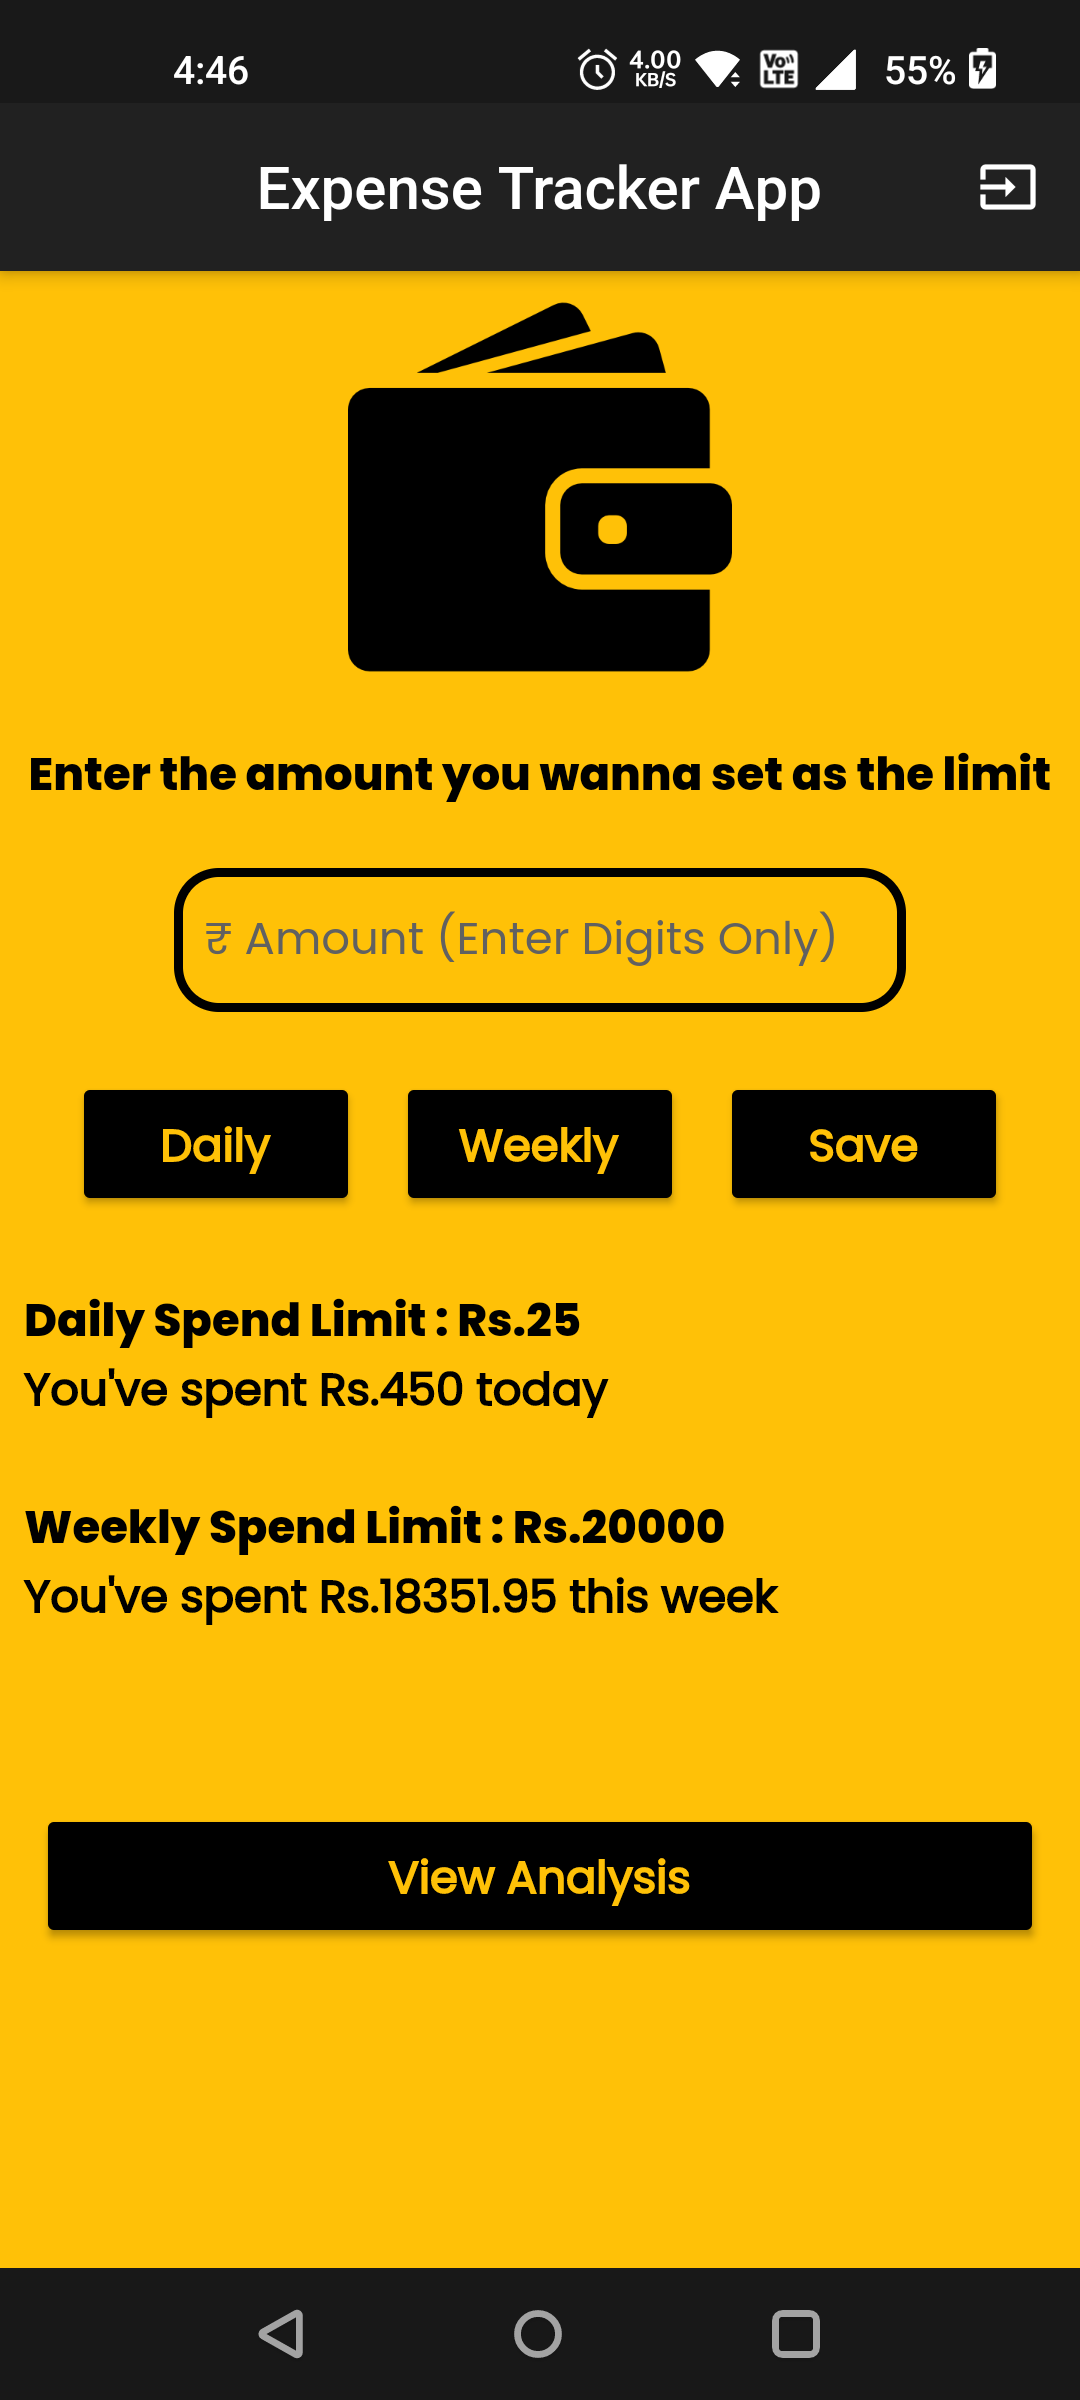 4:46
4.00
KB/S
Vo))
LTE
55%
Expense Tracker App
Enter the amount you wanna set as the limit
₹ Amount (Enter Digits Only)
Daily Weekly Save
Daily Spend Limit : Rs.25
You've spent Rs.450 today
Weekly Spend Limit : Rs.20000
You've spent Rs.18351.95 this week
View Analysis